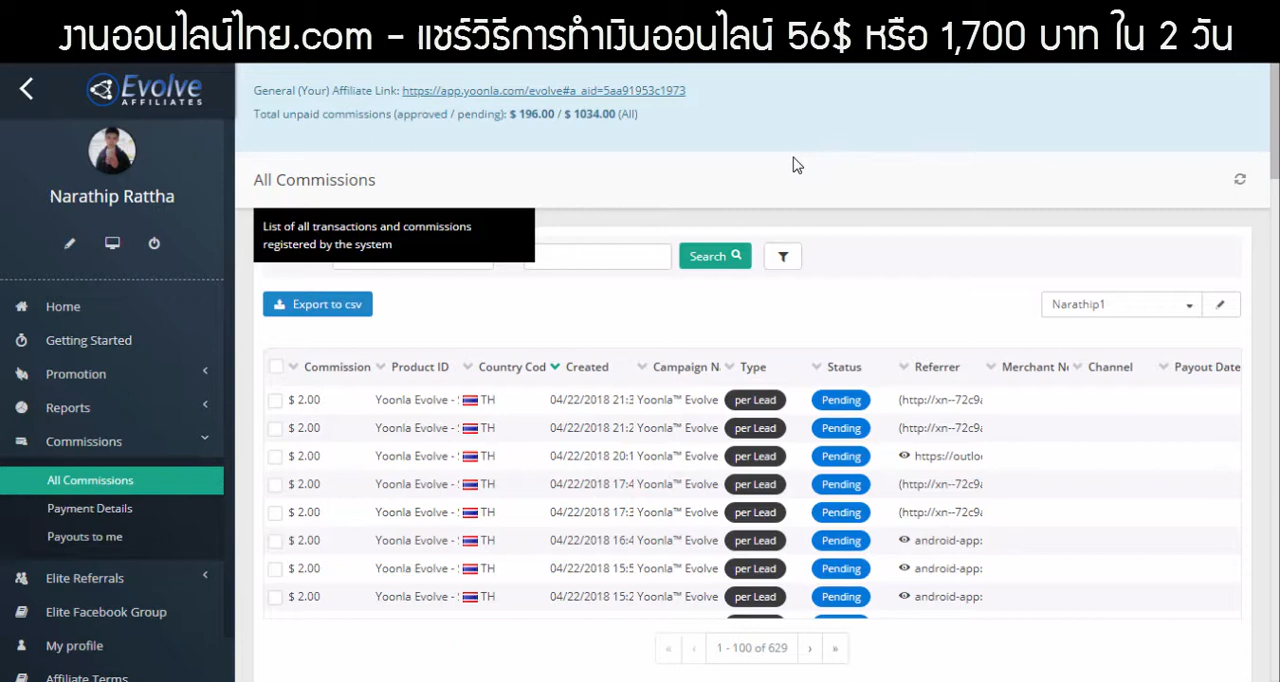 งานออนไลน์ไทย.com - แชร์วิธีการทำเงินออนไลน์ 56$ หรือ 1,700 บาท ใน 2 วัน
Evolve
AFFILIATES
Narathip Rattha
Home
Getting Started
Promotion
Reports
Commissions
All Commissions
Payment Details
Payouts to me
Elite Referrals
Elite Facebook Group
My profile
Affiliate Terms
General (Your) Affiliate Link: https://app.yoonla.com/evolve#a_aid=5aa91953c1973
Total unpaid commissions (approved / pending): $ 196.00 / $ 1034.00 (All)
All Commissions
List of all transactions and commissions
registered by the system
Search
Export to csv
Narathip1
Commission Product ID Country Cod Created Campaign N. Type Status Referrer Merchant No Channel Payout Date
$ 2.00 Yoonla Evolve - TH 04/22/2018 21:3 Yoonla™ Evolve per Lead Pending (http://xn--72c9a
$ 2.00 Yoonla Evolve - TH 04/22/2018 21:2 Yoonla™ Evolve per Lead Pending (http://xn--72c9a
$ 2.00 Yoonla Evolve - TH 04/22/2018 20:1 Yoonla™ Evolve per Lead Pending https://outlo
$ 2.00 Yoonla Evolve - TH 04/22/2018 17:4 Yoonla™ Evolve per Lead Pending (http://xn--72c9a
$ 2.00 Yoonla Evolve - TH 04/22/2018 17:3 Yoonla™ Evolve per Lead Pending (http://xn--72c9a
$ 2.00 Yoonla Evolve - TH 04/22/2018 16:4 Yoonla™ Evolve per Lead Pending android-app:
$ 2.00 Yoonla Evolve - TH 04/22/2018 15:5 Yoonla™ Evolve per Lead Pending android-app:
$ 2.00 Yoonla Evolve - TH 04/22/2018 15:2 Yoonla™ Evolve per Lead Pending android-app:
« ‹ 1 - 100 of 629 › »